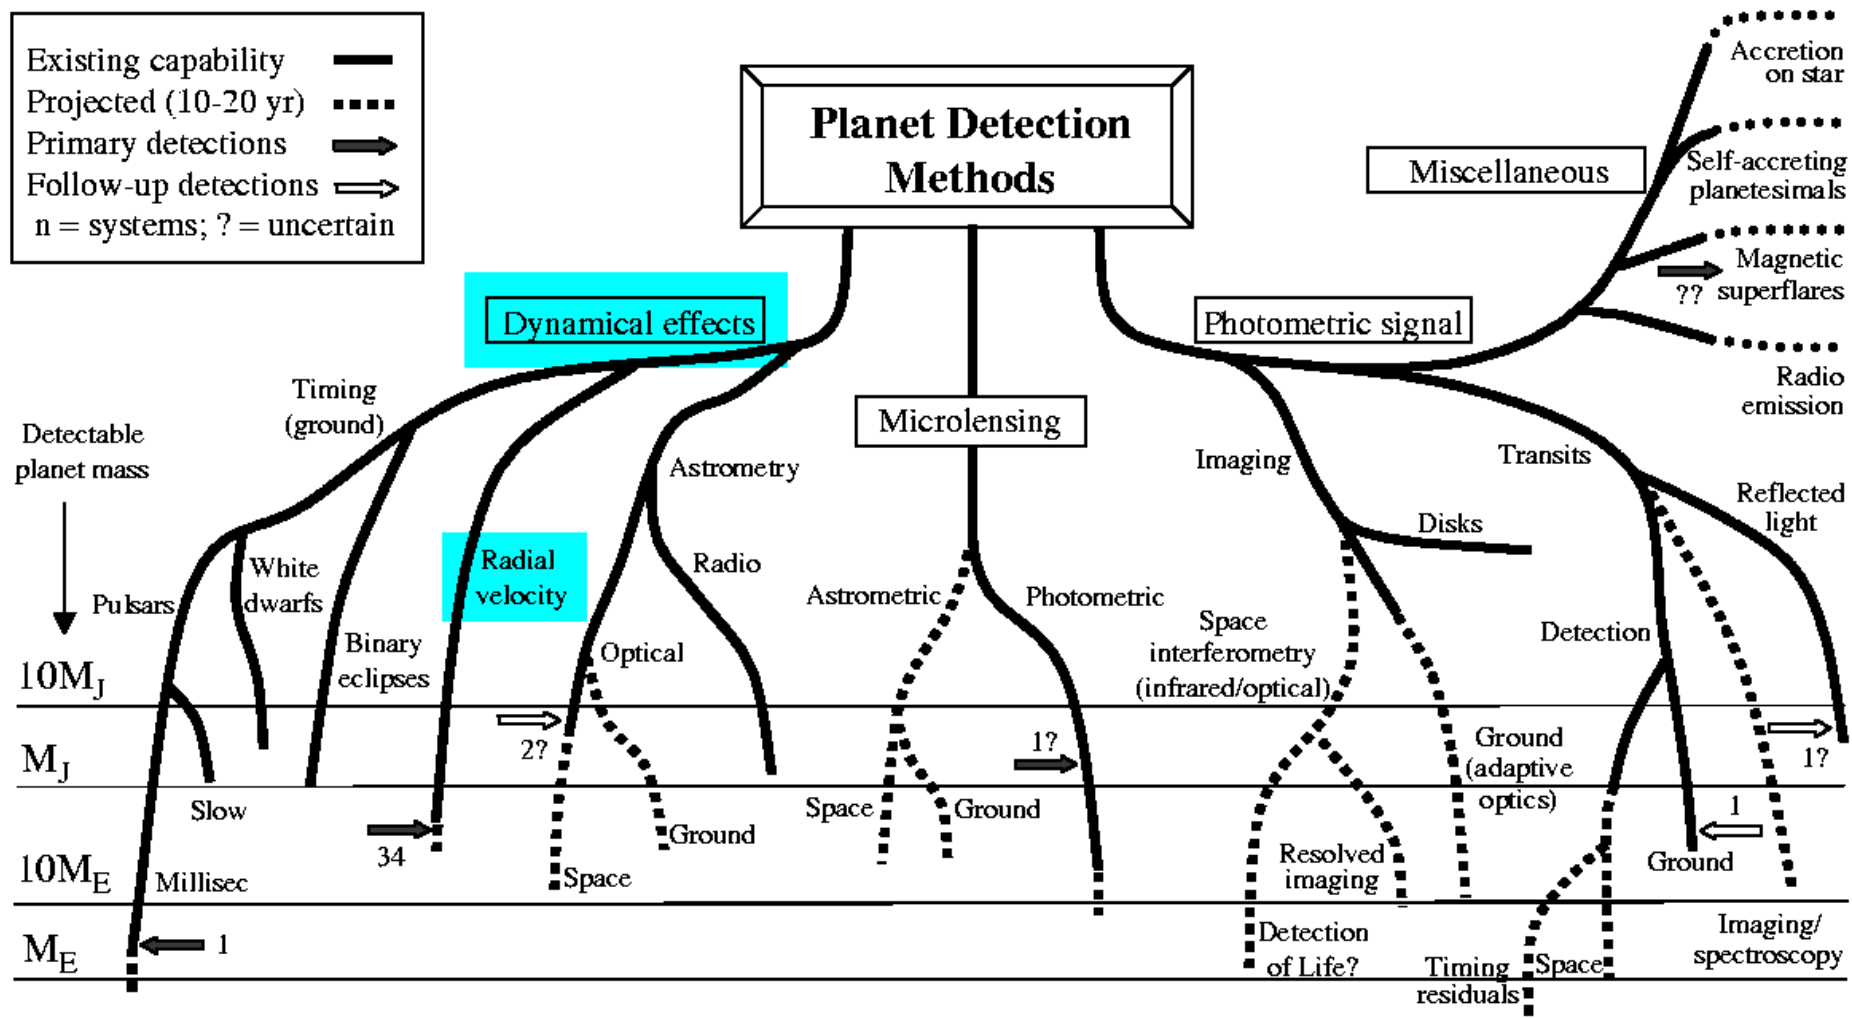 Existing capability
Projected (10-20 yr)
Primary detections
Follow-up detections
n = systems; ? = uncertain
Planet Detection
Methods
Accretion
on star
Miscellaneous
Self-accreting
planetesimals
Magnetic
superflares
??
Radio
emission
Dynamical effects
Photometric signal
Timing
(ground)
Microlensing
Detectable
planet mass
Astrometry
Imaging
Transits
Reflected
light
Disks
White
dwarfs
Pulsars
Radial
velocity
Radio
Astrometric
Photometric
Space
interferometry
(infrared/optical)
Detection
Binary
eclipses
Optical
10MJ
2?
1?
Ground
(adaptive
optics)
1?
MJ
Slow
34
Ground
Space
Space
Ground
Resolved
imaging
1
Ground
10ME
Millisec
ME
1
Detection
of Life?
Timing
residuals
Space
Imaging/
spectroscopy